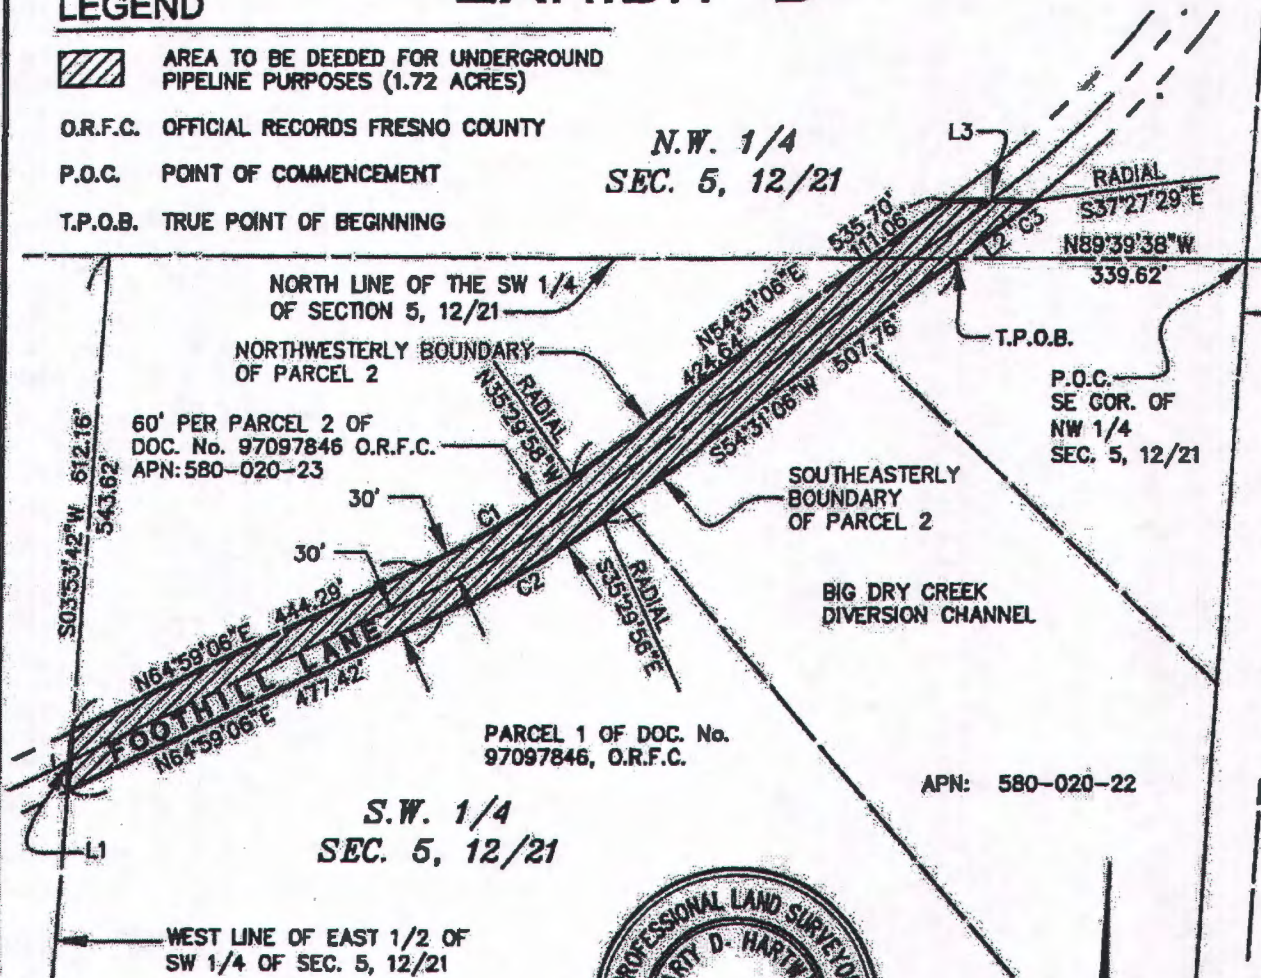 LEGEND
AREA TO BE DEEDED FOR UNDERGROUND
PIPELINE PURPOSES (1.72 ACRES)
O.R.F.C. OFFICIAL RECORDS FRESNO COUNTY
P.O.C. POINT OF COMMENCEMENT
T.P.O.B. TRUE POINT OF BEGINNING
N.W. 1/4
SEC. 5, 12/21
L3
RADIAL
S37°27'29"E
N89°39'38"W
339.62'
L2
C3
535.70'
111.06'
NORTH LINE OF THE SW 1/4
OF SECTION 5, 12/21
N54°31'06"E
424.64'
T.P.O.B.
NORTHWESTERLY BOUNDARY
OF PARCEL 2
RADIAL
N35°29'58"W
S54°31'06"W 507.76'
P.O.C.
SE COR. OF
NW 1/4
SEC. 5, 12/21
60' PER PARCEL 2 OF
DOC. No. 97097846 O.R.F.C.
APN: 580-020-23
S03°53'42"W 612.16'
543.62'
SOUTHEASTERLY
BOUNDARY
OF PARCEL 2
30'
C1
30'
C2
RADIAL
S35°29'56"E
BIG DRY CREEK
DIVERSION CHANNEL
N64°59'06"E 444.29'
FOOTHILL LANE
N64°59'06"E 477.42'
PARCEL 1 OF DOC. No.
97097846, O.R.F.C.
APN: 580-020-22
S.W. 1/4
SEC. 5, 12/21
L1
WEST LINE OF EAST 1/2 OF
SW 1/4 OF SEC. 5, 12/21
PROFESSIONAL LAND SURVEYO
RTY D. HARTW